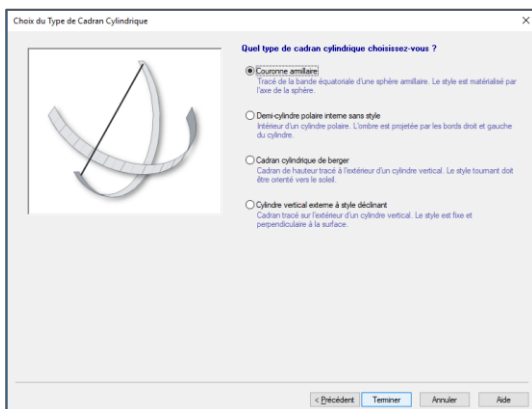 Choix du Type de Cadran Cylindrique
Quel type de cadran cylindrique choisissez-vous ?
Couronne armillaire
Tracé de la bande équatoriale d'une sphère armillaire. Le style est matérialisé par
l'axe de la sphère.
Demi-cylindre polaire interne sans style
Intérieur d'un cylindre polaire. L'ombre est projetée par les bords droit et gauche
du cylindre.
Cadran cylindrique de berger
Cadran de hauteur tracé à l'extérieur d'un cylindre vertical. Le style tournant doit
être orienté vers le soleil.
Cylindre vertical externe à style déclinant
Cadran tracé sur l'extérieur d'un cylindre vertical. Le style est fixe et
perpendiculaire à la surface.
< Précédent Terminer Annuler Aide